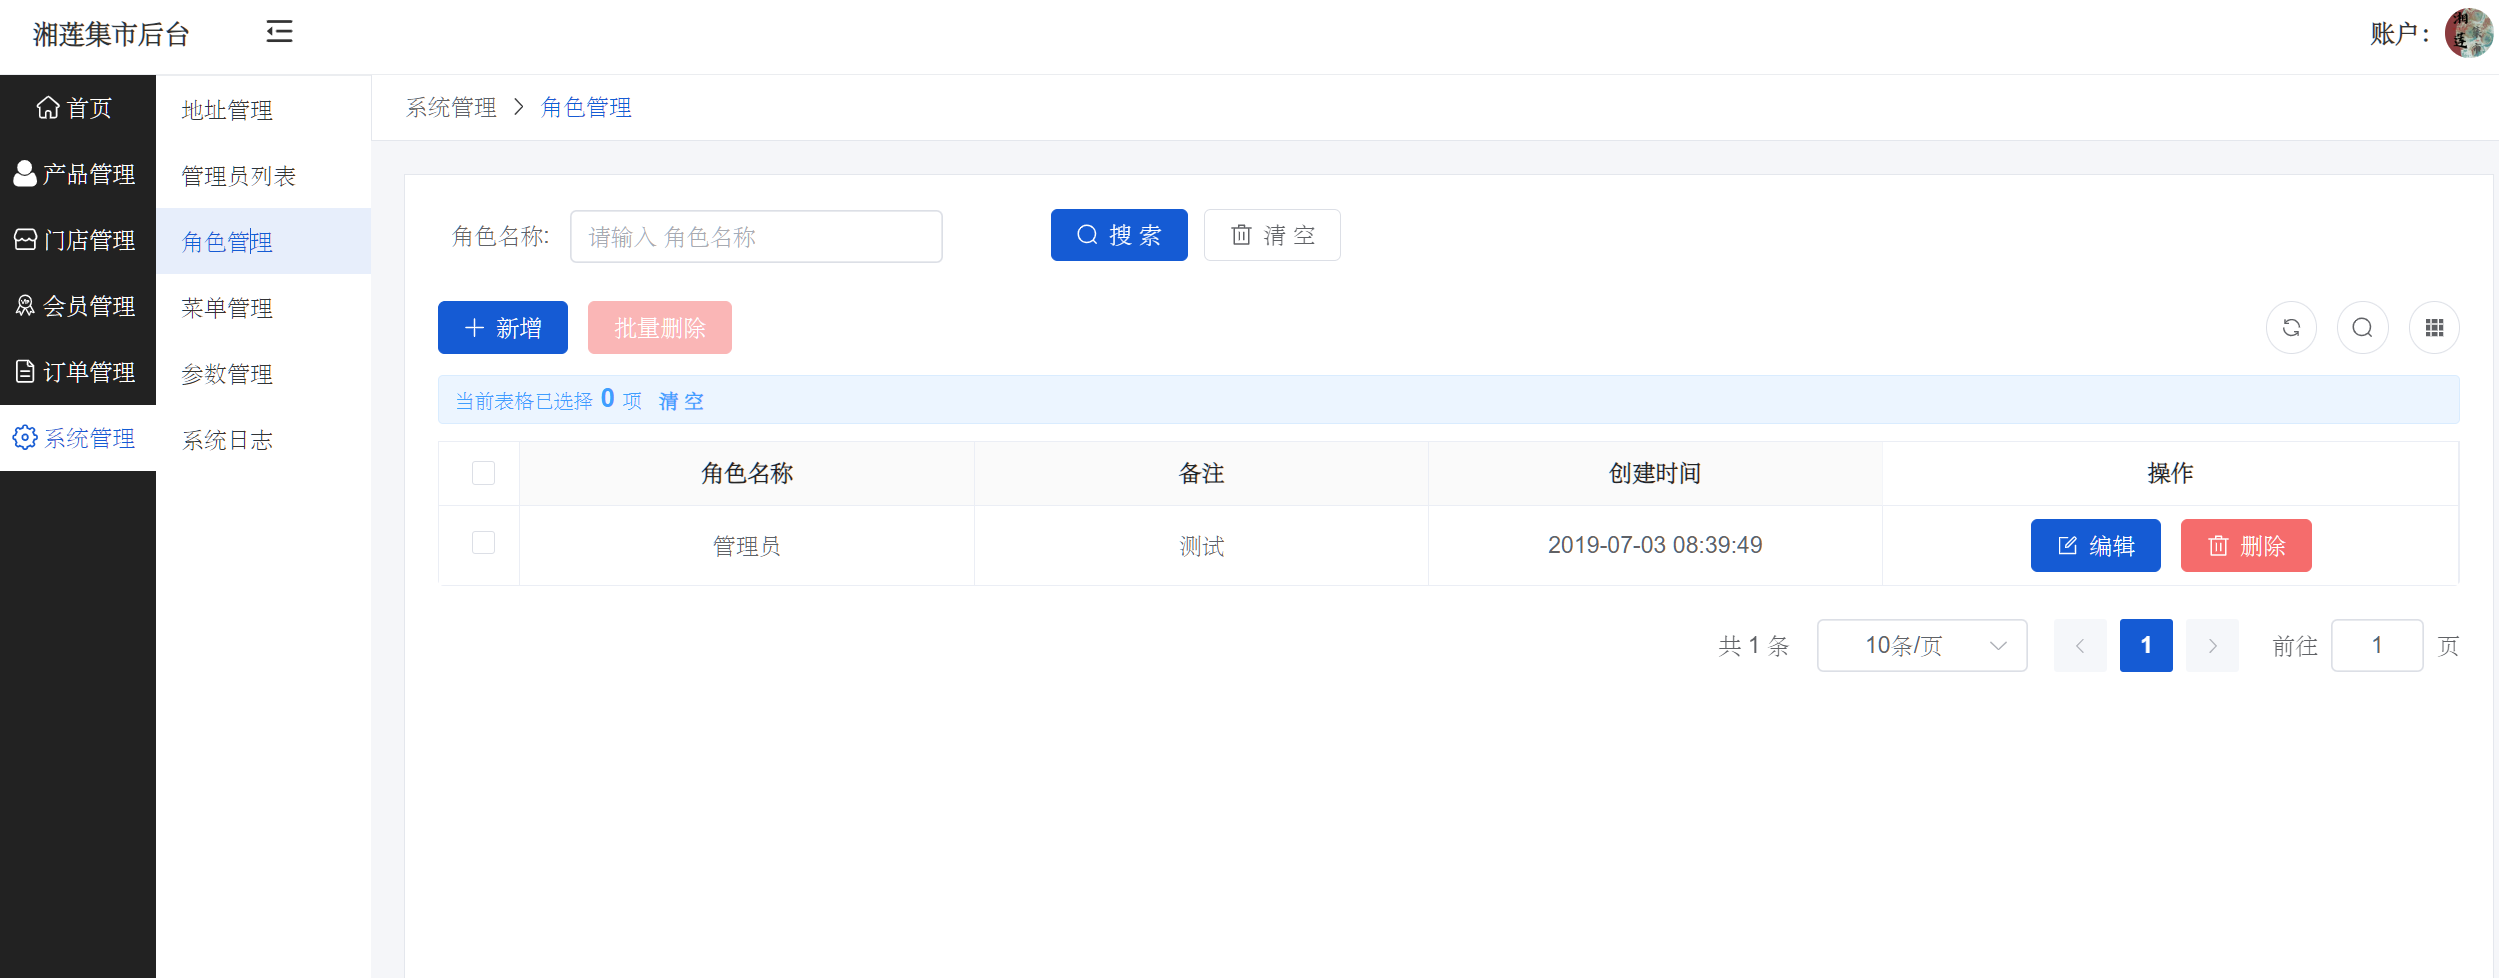 湘莲集市后台
账户：
首页
产品管理
门店管理
会员管理
订单管理
系统管理
地址管理
管理员列表
角色管理
菜单管理
参数管理
系统日志
系统管理 > 角色管理
角色名称: 请输入 角色名称 搜 索 清 空
新增 批量删除
当前表格已选择 0 项 清 空
角色名称 备注 创建时间 操作
管理员 测试 2019-07-03 08:39:49 编辑 删除
共 1 条 10条/页 1 前往 1 页